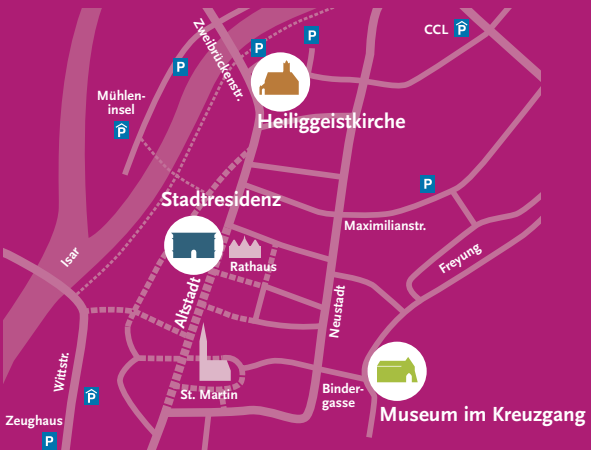 Zweibrückenstr.
P
P
P
CCL P
Mühlen-
insel
P
Heiliggeistkirche
P
Stadtresidenz
Maximilianstr.
Isar
Rathaus
Freyung
Altstadt
Neustadt
Wittstr.
St. Martin
Binder-
gasse
P
Museum im Kreuzgang
Zeughaus
P